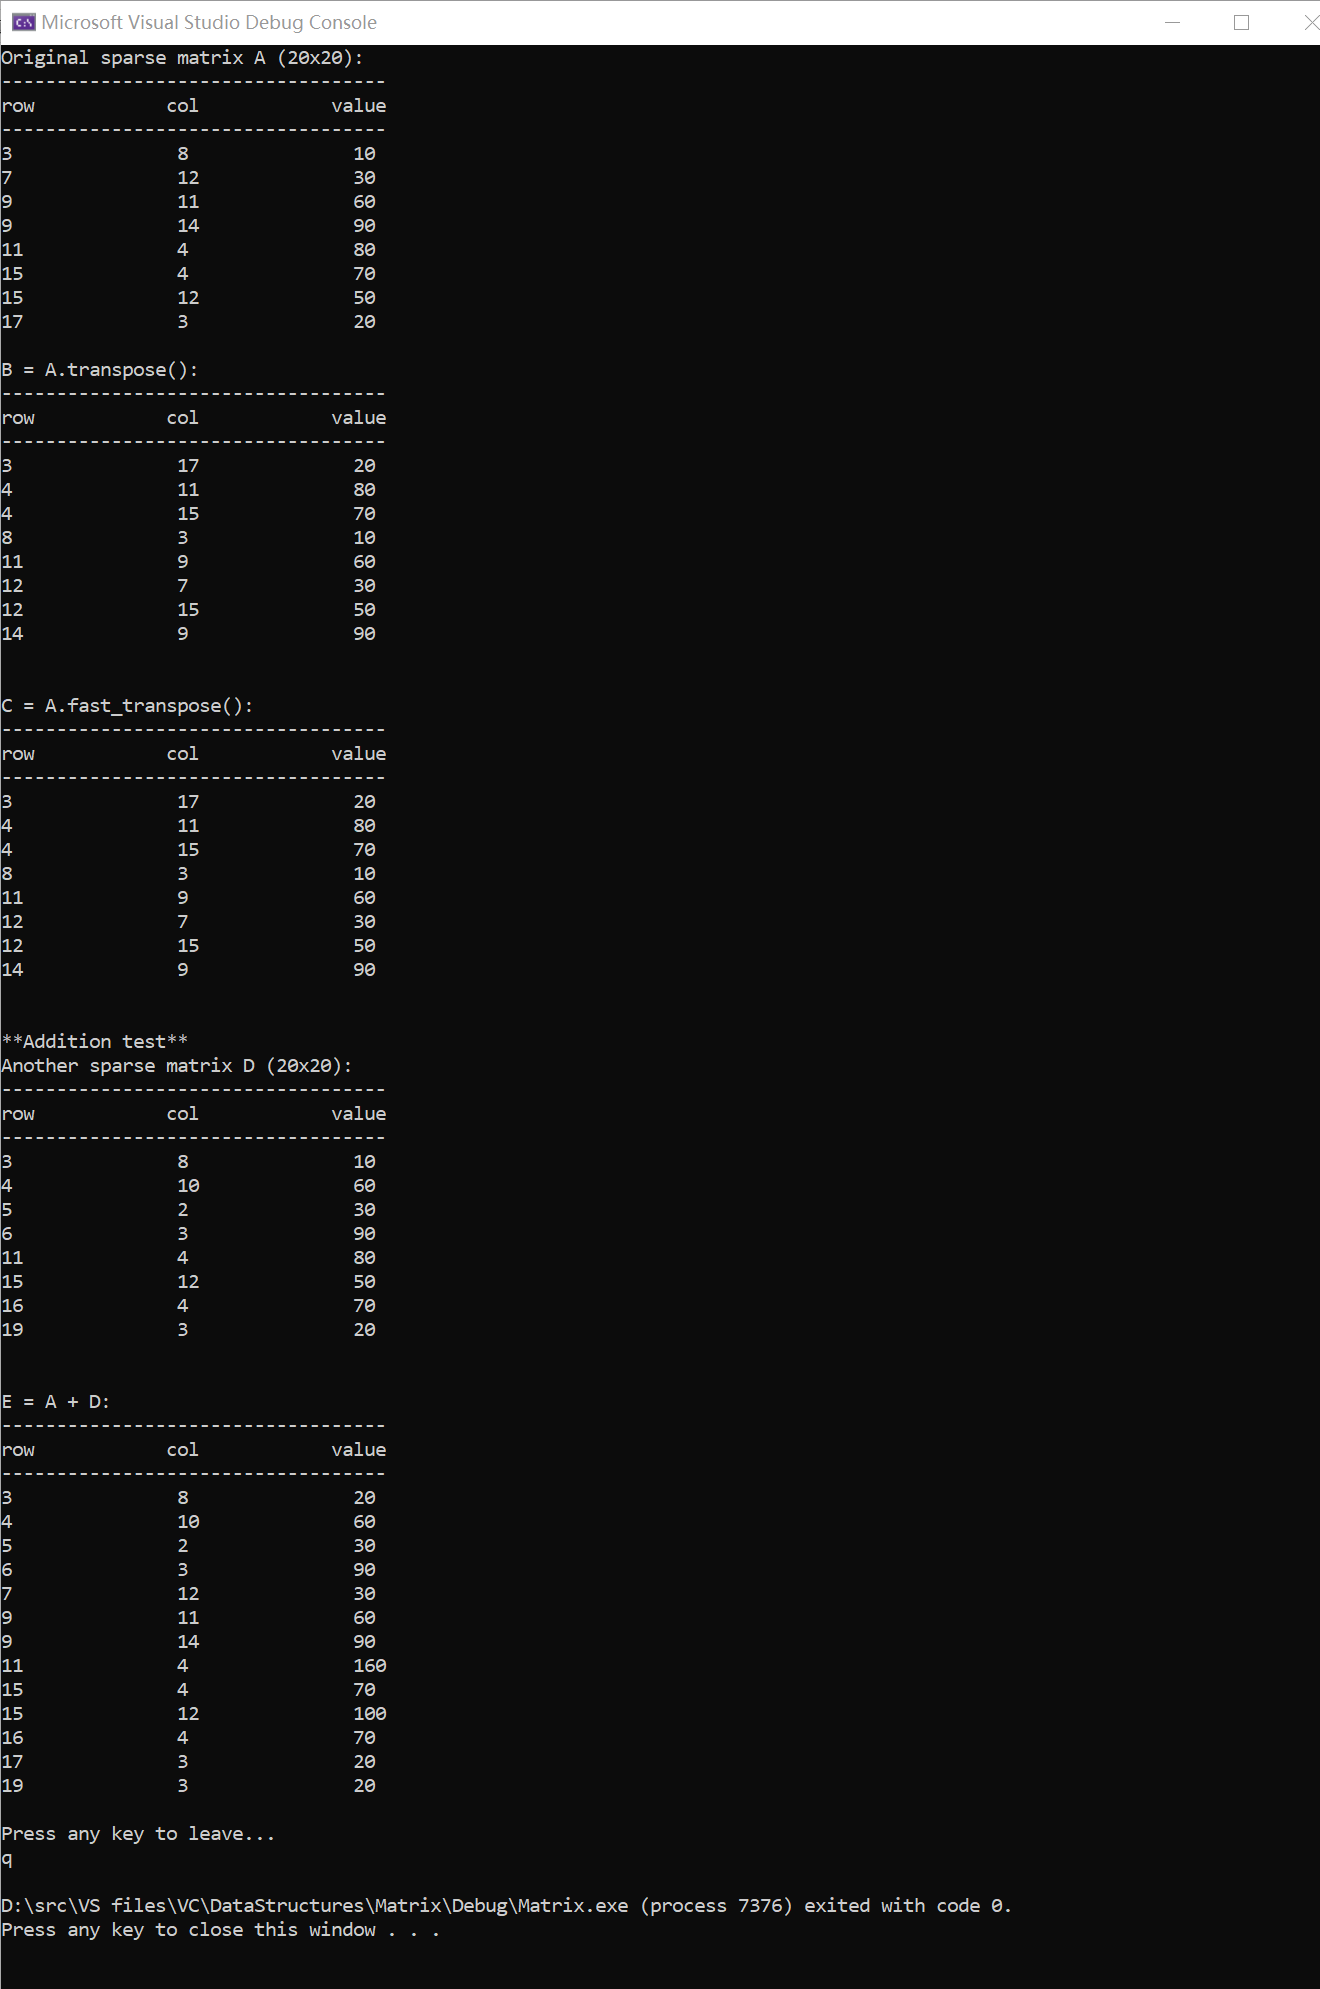 Microsoft Visual Studio Debug Console
Original sparse matrix A (20x20):
-----------------------------------
row            col            value
-----------------------------------
3               8               10
7               12              30
9               11              60
9               14              90
11              4               80
15              4               70
15              12              50
17              3               20
B = A.transpose():
-----------------------------------
row            col            value
-----------------------------------
3               17              20
4               11              80
4               15              70
8               3               10
11              9               60
12              7               30
12              15              50
14              9               90
C = A.fast_transpose():
-----------------------------------
row            col            value
-----------------------------------
3               17              20
4               11              80
4               15              70
8               3               10
11              9               60
12              7               30
12              15              50
14              9               90
**Addition test**
Another sparse matrix D (20x20):
-----------------------------------
row            col            value
-----------------------------------
3               8               10
4               10              60
5               2               30
6               3               90
11              4               80
15              12              50
16              4               70
19              3               20
E = A + D:
-----------------------------------
row            col            value
-----------------------------------
3               8               20
4               10              60
5               2               30
6               3               90
7               12              30
9               11              60
9               14              90
11              4               160
15              4               70
15              12              100
16              4               70
17              3               20
19              3               20
Press any key to leave...
q
D:\src\VS files\VC\DataStructures\Matrix\Debug\Matrix.exe (process 7376) exited with code 0.
Press any key to close this window . . .